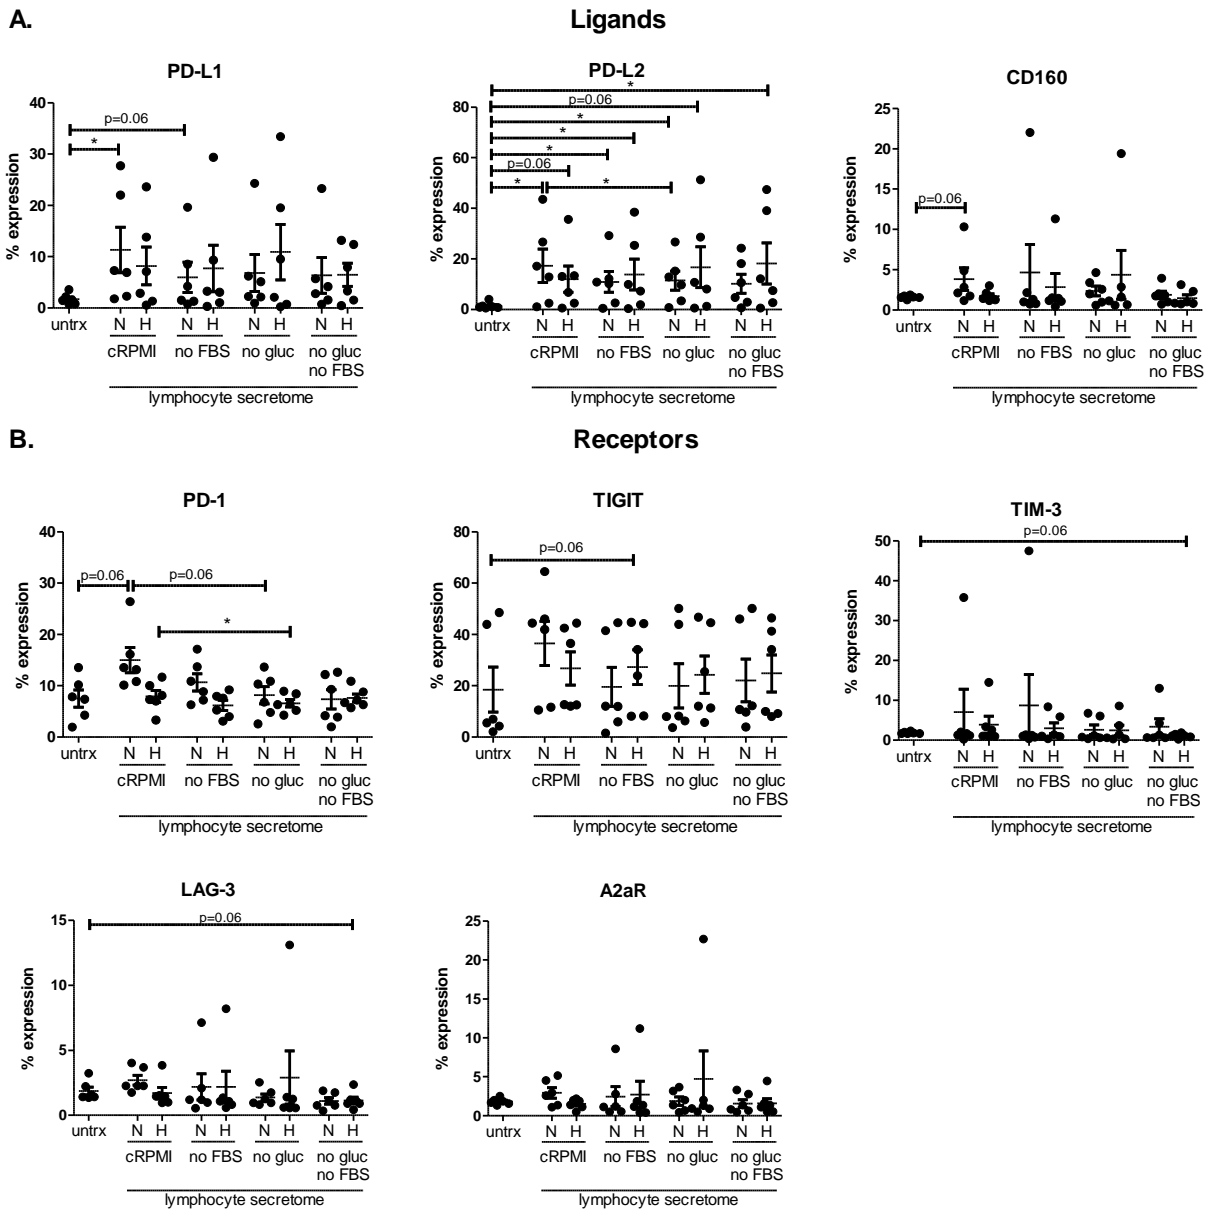 A. Ligands
PD-L1
% expression
40
30
20
10
0
p=0.06
*
untrx N H N H N H N H
cRPMI no FBS no gluc no gluc
no FBS
lymphocyte secretome
PD-L2
% expression
80
60
40
20
0
*
p=0.06
*
*
*
p=0.06
* *
untrx N H N H N H N H
cRPMI no FBS no gluc no gluc
no FBS
lymphocyte secretome
CD160
% expression
25
20
15
10
5
0
p=0.06
untrx N H N H N H N H
cRPMI no FBS no gluc no gluc
no FBS
lymphocyte secretome
B. Receptors
PD-1
% expression
40
30
20
10
0
p=0.06 p=0.06
*
untrx N H N H N H N H
cRPMI no FBS no gluc no gluc
no FBS
lymphocyte secretome
TIGIT
% expression
80
60
40
20
0
p=0.06
untrx N H N H N H N H
cRPMI no FBS no gluc no gluc
no FBS
lymphocyte secretome
TIM-3
% expression
50
40
30
20
10
0
p=0.06
untrx N H N H N H N H
cRPMI no FBS no gluc no gluc
no FBS
lymphocyte secretome
LAG-3
% expression
15
10
5
0
p=0.06
untrx N H N H N H N H
cRPMI no FBS no gluc no gluc
no FBS
lymphocyte secretome
A2aR
% expression
25
20
15
10
5
0
untrx N H N H N H N H
cRPMI no FBS no gluc no gluc
no FBS
lymphocyte secretome